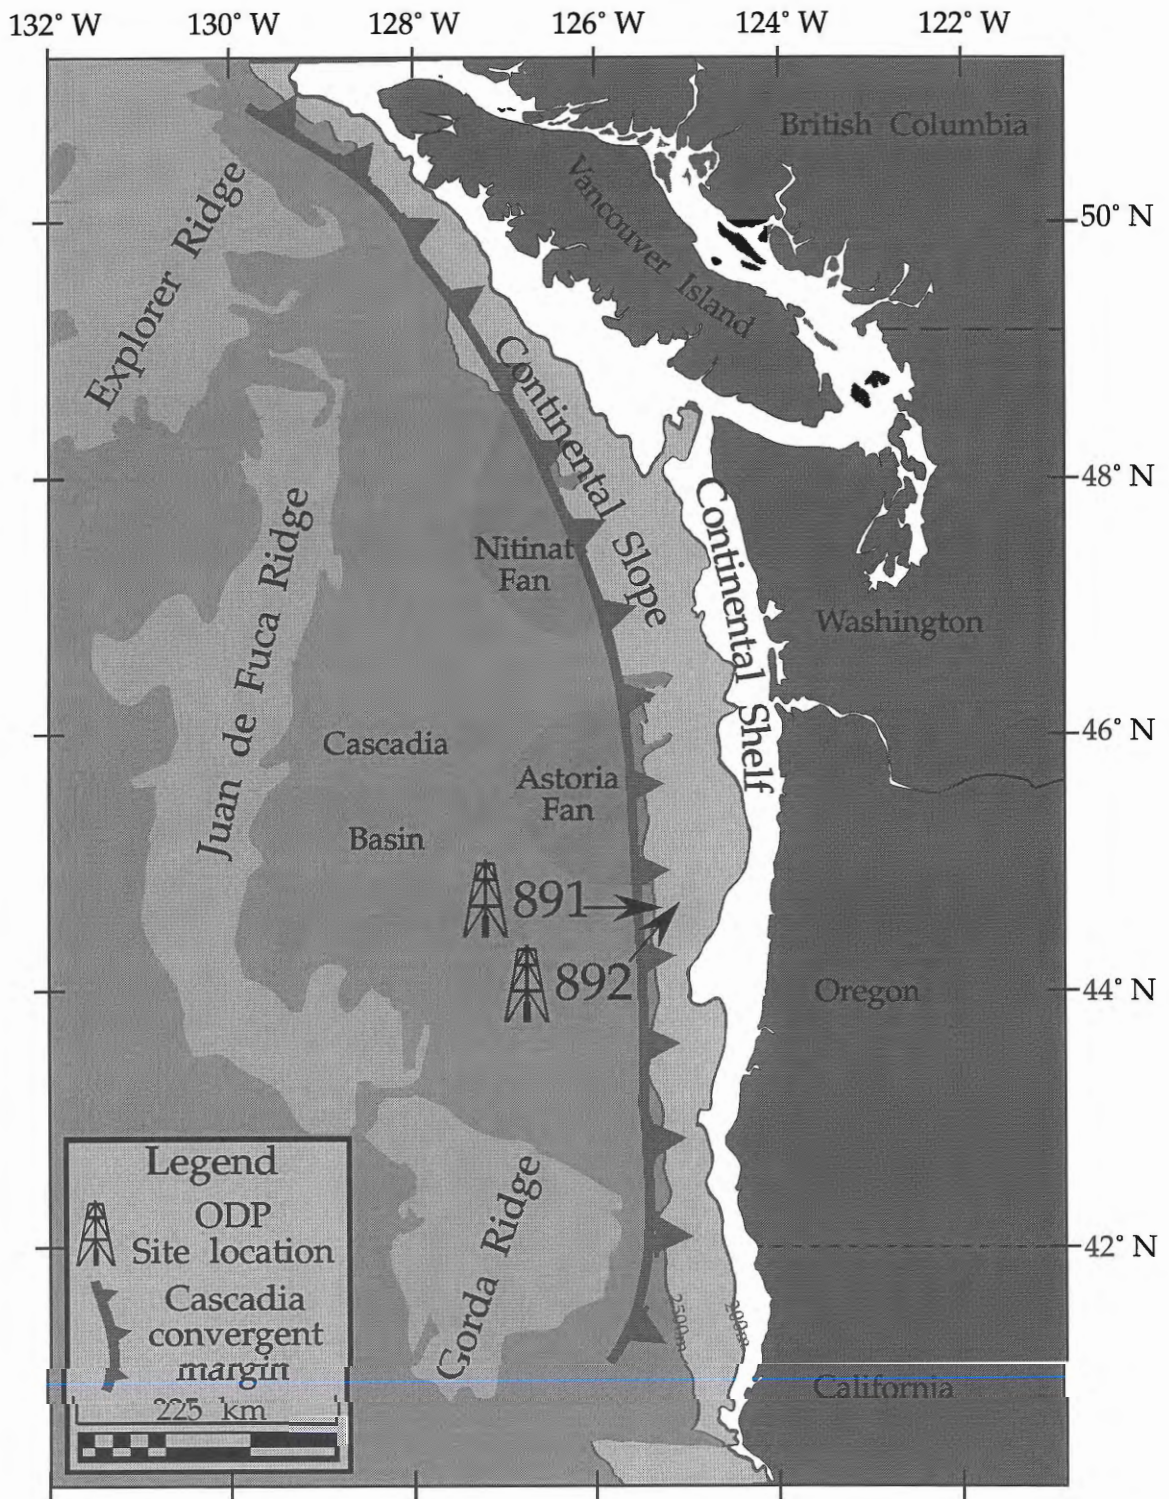 132° W 130° W 128° W 126° W 124° W 122° W
British Columbia
50° N
Vancouver Island
Explorer Ridge
Continental Slope
48° N
Continental Shelf
Juan de Fuca Ridge
Nitinat
Fan
Washington
46° N
Cascadia
Basin
Astoria
Fan
891
892
44° N
Oregon
Legend
ODP
Site location
Cascadia
convergent
margin
225 km
Gorda Ridge
42° N
2500m
200m
California